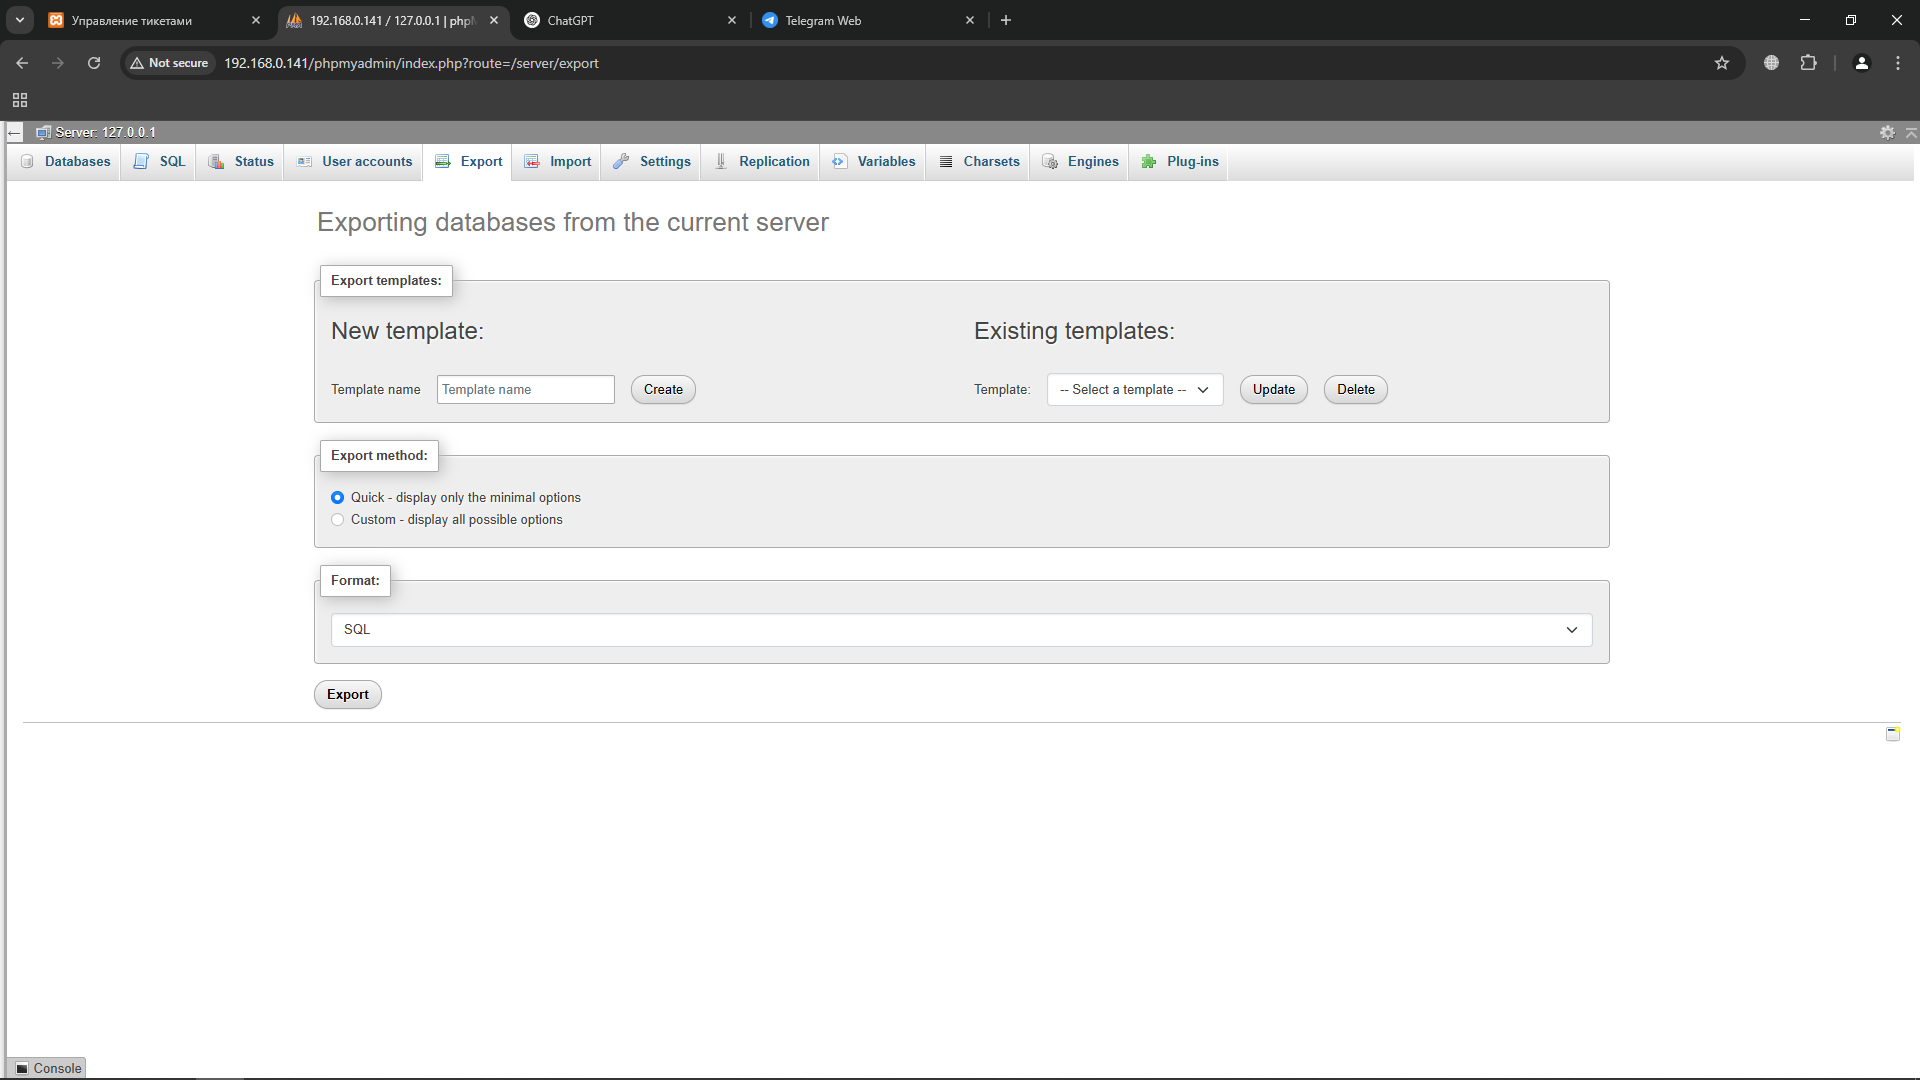 Управление тикетами
192.168.0.141 / 127.0.0.1 | phpM
ChatGPT
Telegram Web
Not secure
192.168.0.141/phpmyadmin/index.php?route=/server/export
Server: 127.0.0.1
Databases
SQL
Status
User accounts
Export
Import
Settings
Replication
Variables
Charsets
Engines
Plug-ins
Exporting databases from the current server
Export templates:
New template:
Template name
Template name
Create
Existing templates:
Template:
-- Select a template --
Update
Delete
Export method:
Quick - display only the minimal options
Custom - display all possible options
Format:
SQL
Export
Console